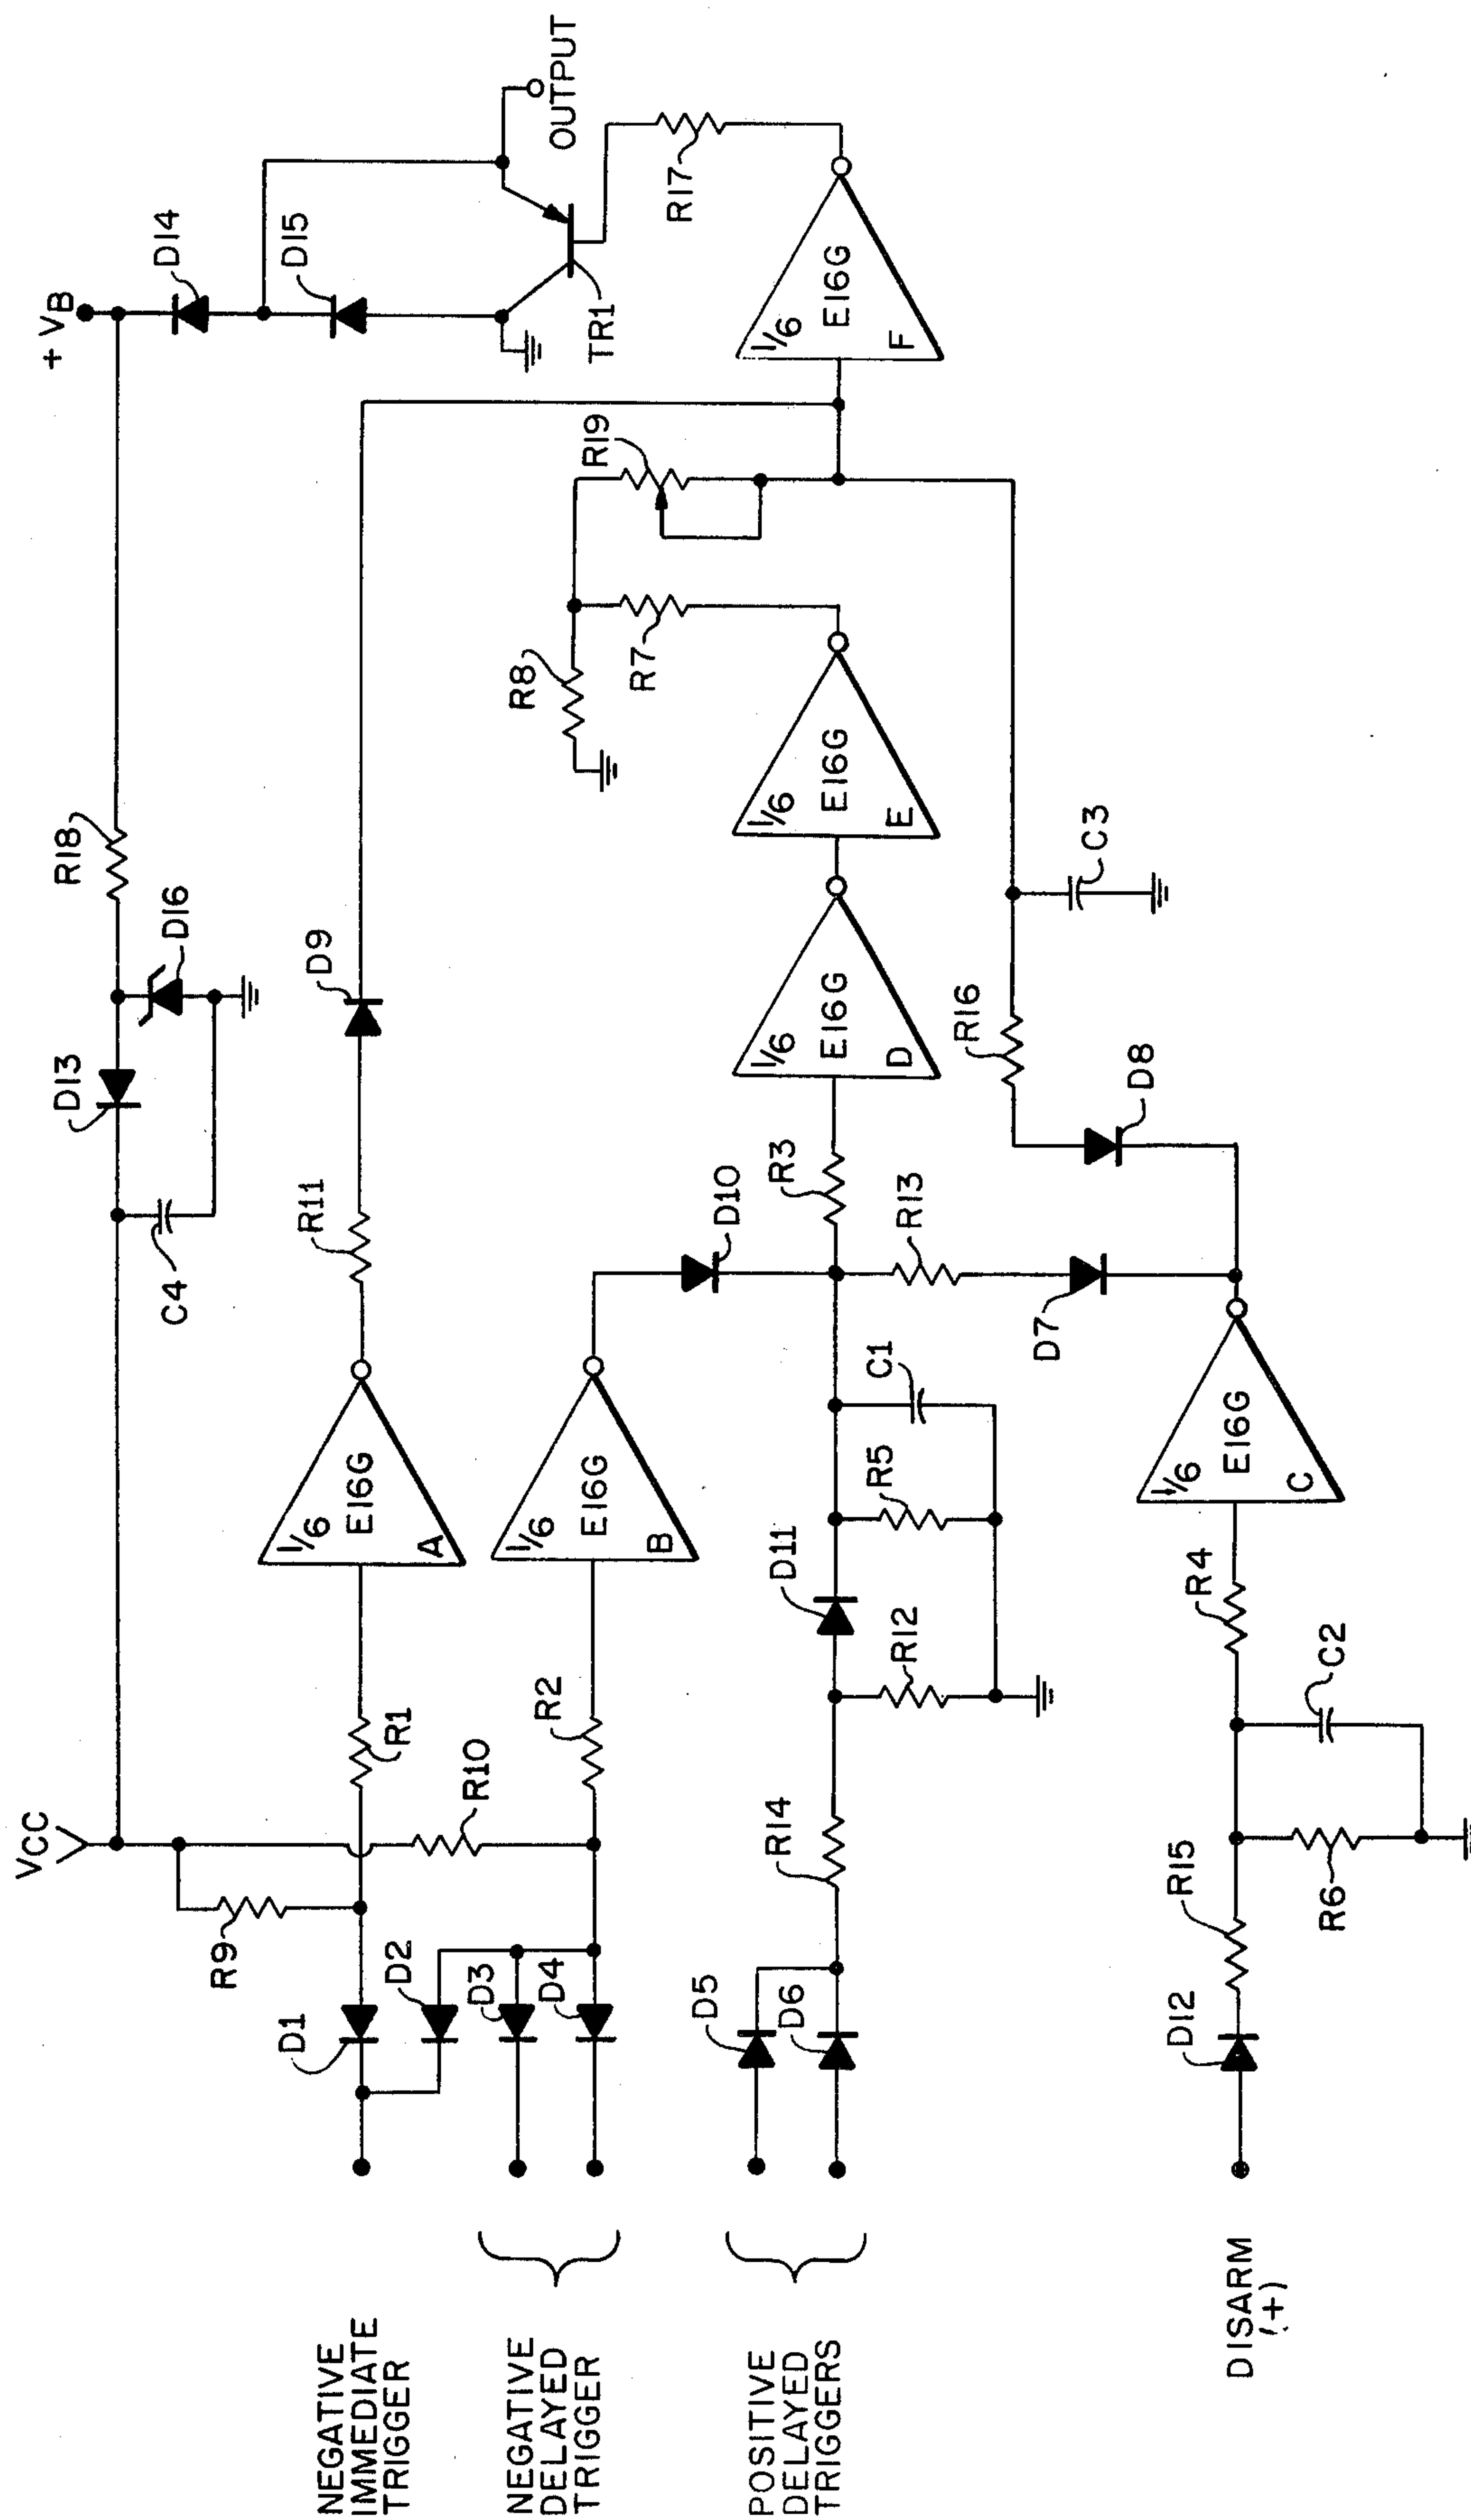 + VB
D14
D15
OUTPUT
TR1
R17
1/6
E16G
F
R19
R7
R8
1/6
E16G
E
C3
R18
D16
D13
C4
D9
R11
1/6
E16G
D
R16
D8
R3
D10
R13
D7
1/6
E16G
A
1/6
E16G
B
C1
R5
D11
R12
1/6
E16G
C
R4
C2
R1
R2
R10
VCC
R9
R14
R15
R6
D1
D2
D3
D4
D5
D6
D12
NEGATIVE
IMMEDIATE
TRIGGER
NEGATIVE
DELAYED
TRIGGER
POSITIVE
DELAYED
TRIGGERS
DISARM
(+)